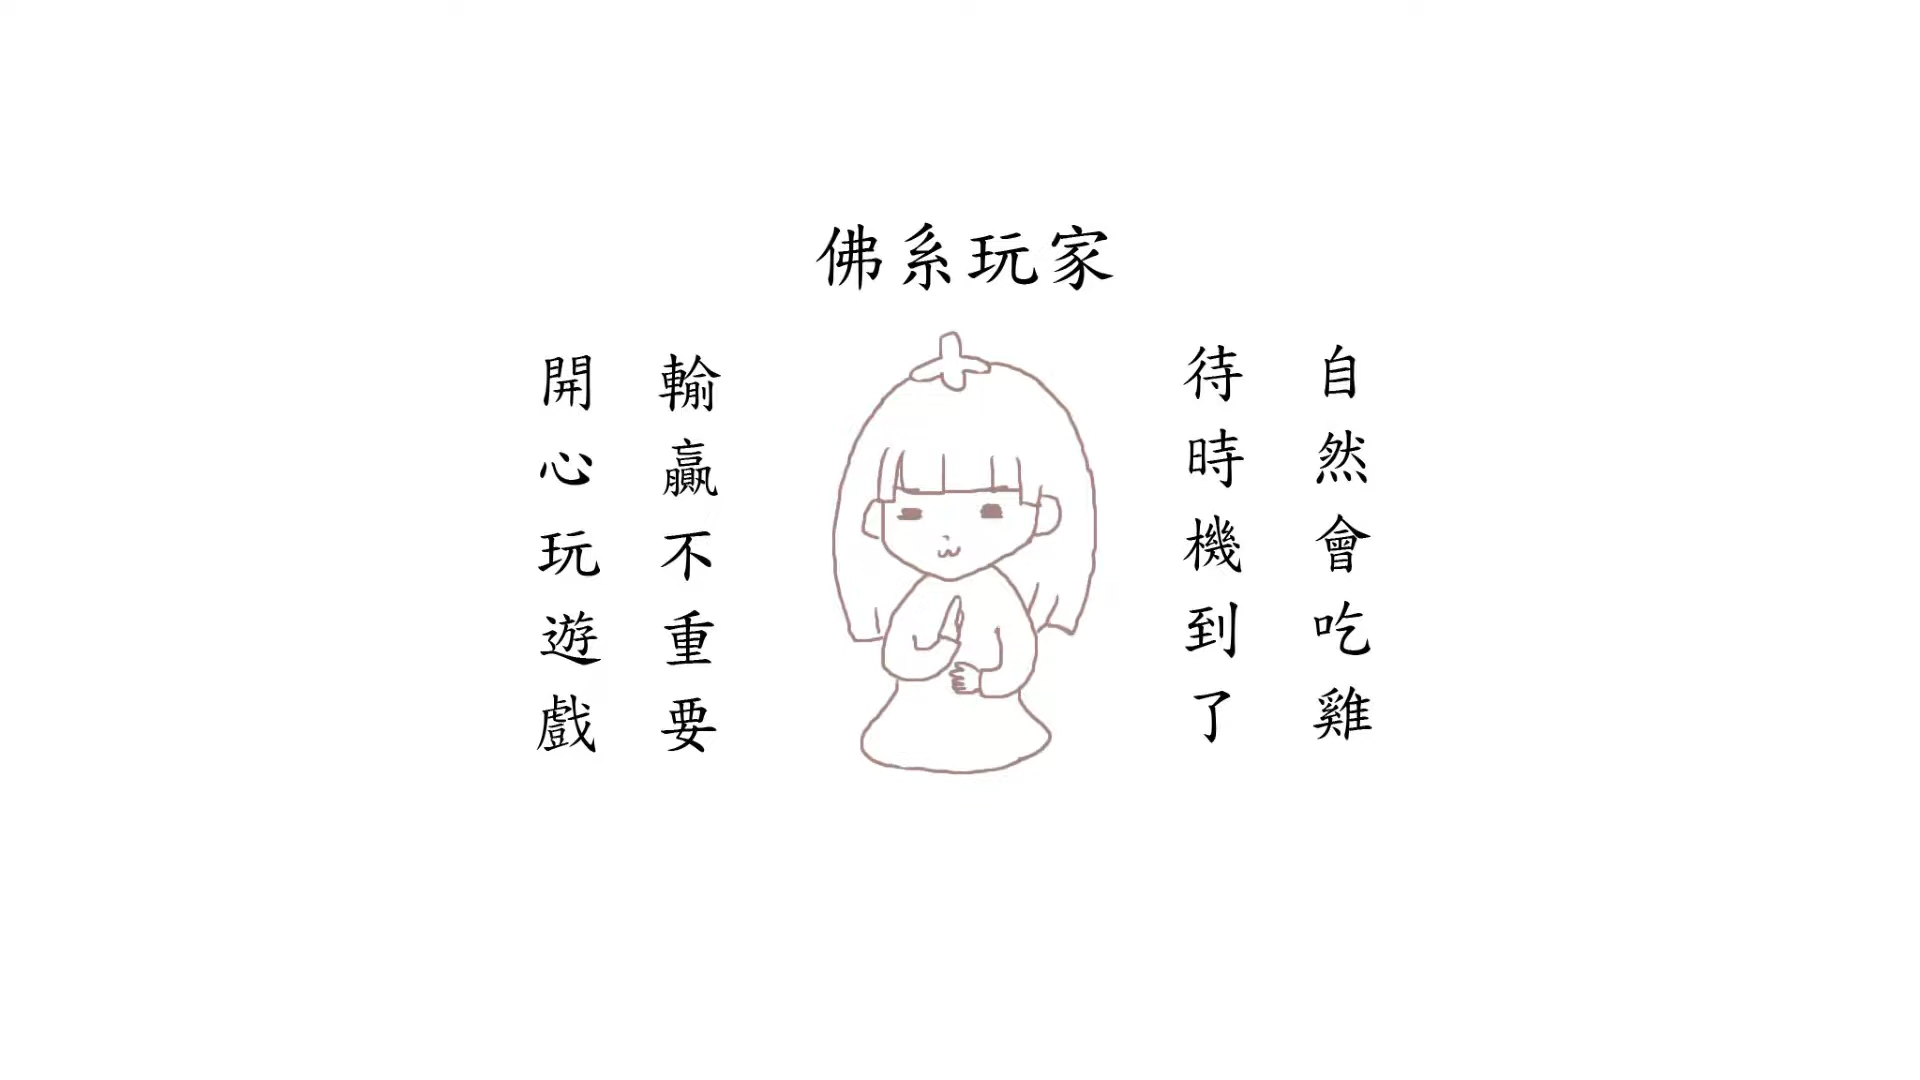 佛系玩家
開心玩遊戲
輸贏不重要
待時機到了
自然會吃雞